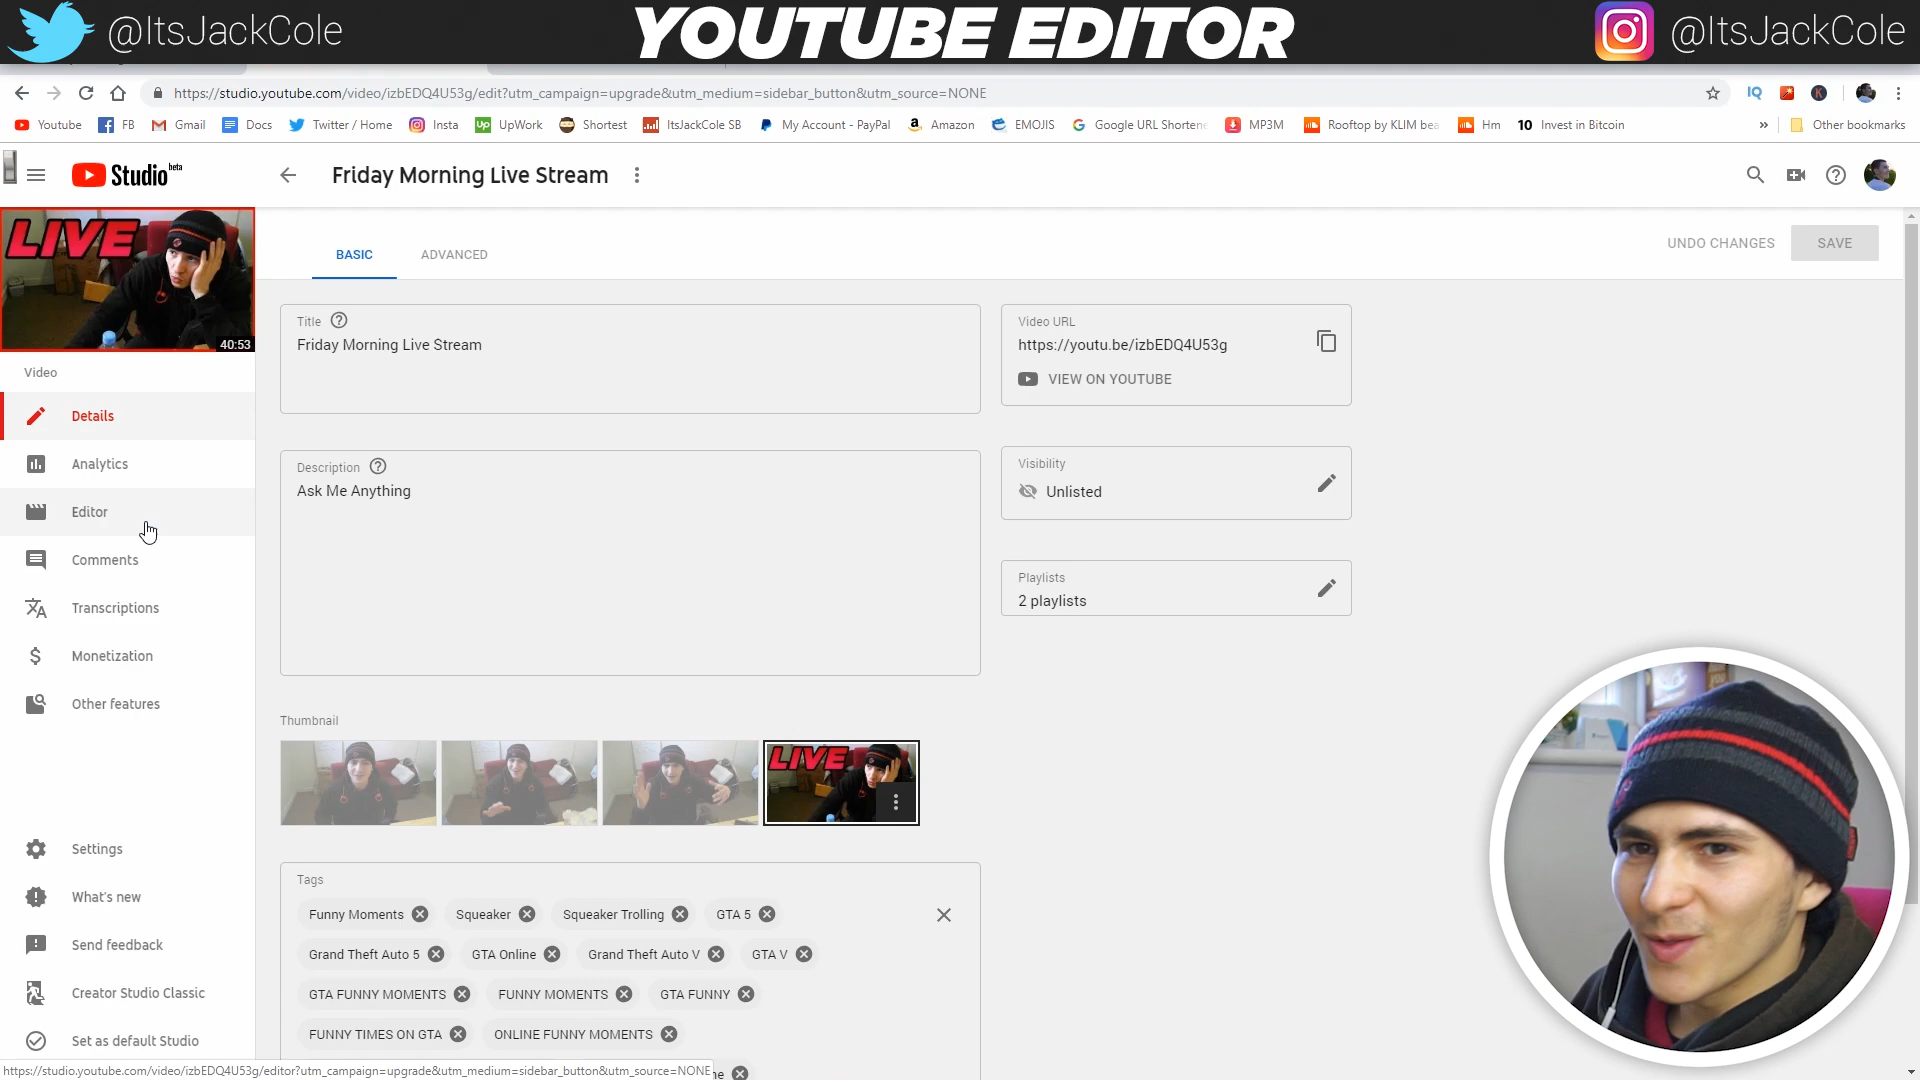 @ItsJackCole
YOUTUBE EDITOR
@ItsJackCole
https://studio.youtube.com/video/izbEDQ4U53g/edit?utm_campaign=upgrade&utm_medium=sidebar_button&utm_source=NONE
IQ
K
Youtube
FB
Gmail
Docs
Twitter / Home
Insta
Up UpWork
Shortest
ItsJackCole SB
My Account - PayPal
Amazon
EMOJIS
Google URL Shortene
MP3M
Rooftop by KLIM bea
Hm
10 Invest in Bitcoin
»
Other bookmarks
Studio beta
Friday Morning Live Stream
LIVE
40:53
Video
Details
Analytics
Editor
Comments
Transcriptions
Monetization
Other features
Settings
What's new
Send feedback
Creator Studio Classic
Set as default Studio
BASIC
ADVANCED
UNDO CHANGES
SAVE
Title
Friday Morning Live Stream
Description
Ask Me Anything
Video URL
https://youtu.be/izbEDQ4U53g
VIEW ON YOUTUBE
Visibility
Unlisted
Playlists
2 playlists
Thumbnail
LIVE
Tags
Funny Moments
Squeaker
Squeaker Trolling
GTA 5
Grand Theft Auto 5
GTA Online
Grand Theft Auto V
GTA V
GTA FUNNY MOMENTS
FUNNY MOMENTS
GTA FUNNY
FUNNY TIMES ON GTA
ONLINE FUNNY MOMENTS
ne
https://studio.youtube.com/video/izbEDQ4U53g/editor?utm_campaign=upgrade&utm_medium=sidebar_button&utm_source=NONE